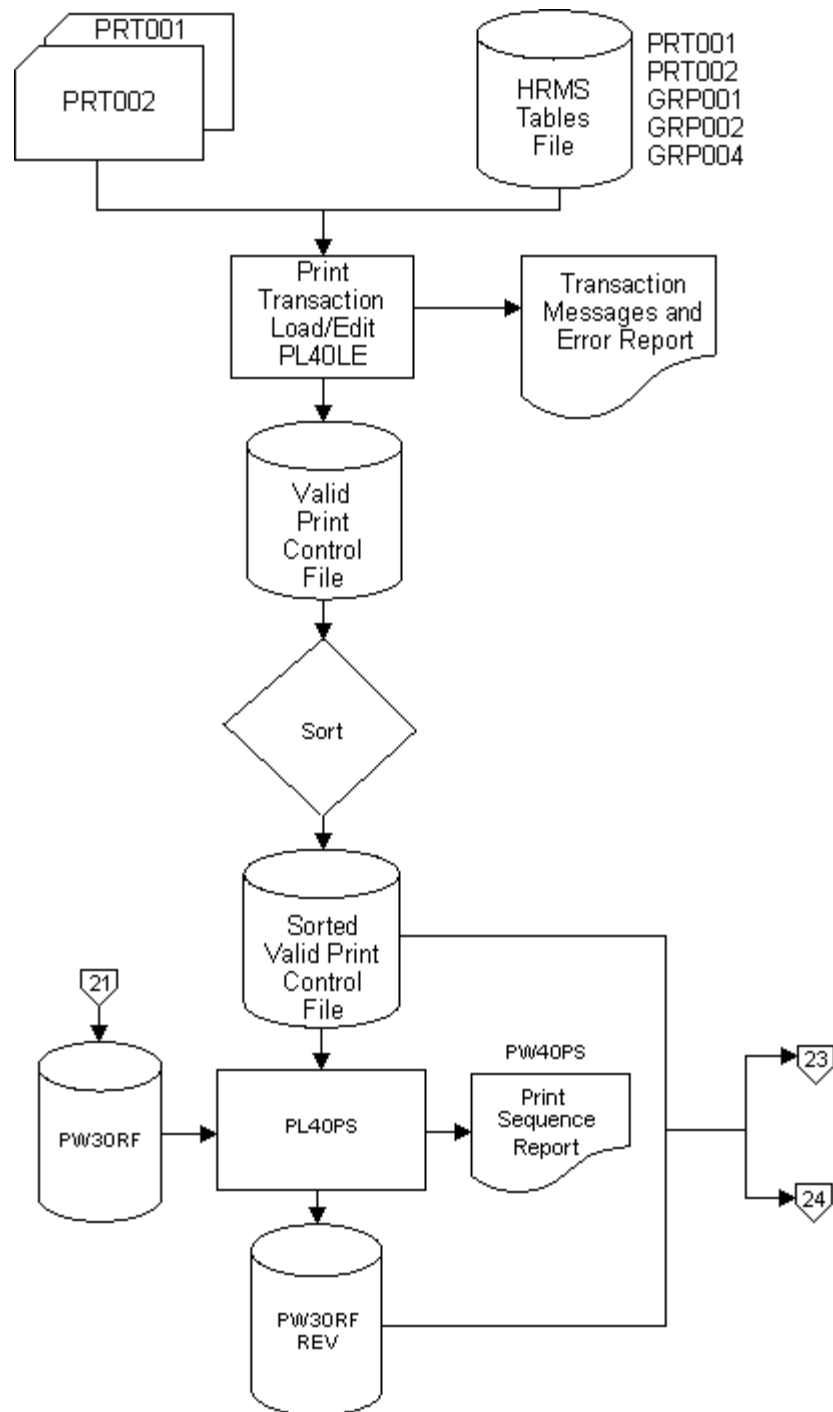 PRT001
PRT002
HRMS
Tables
File
PRT001
PRT002
GRP001
GRP002
GRP004
Print
Transaction
Load/Edit
PL40LE
Transaction
Messages and
Error Report
Valid
Print
Control
File
Sort
Sorted
Valid Print
Control
File
21
PW30RF
PL40PS
PW40PS
Print
Sequence
Report
23
24
PW30RF
REV